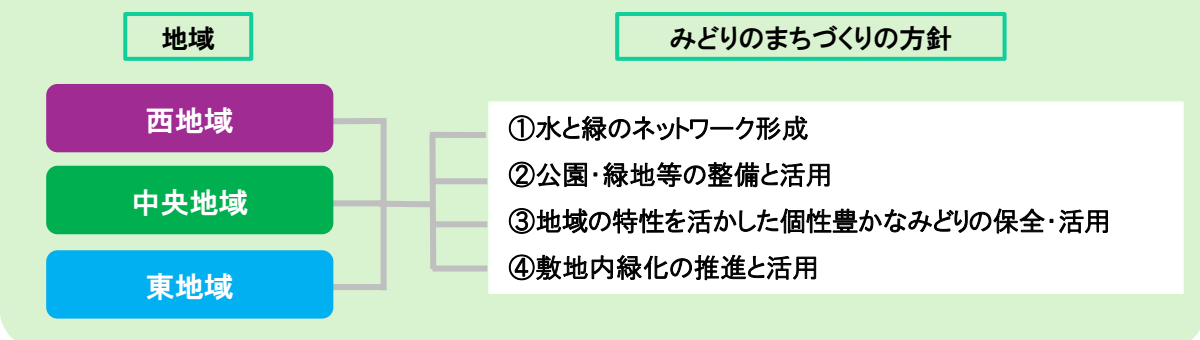 地域
みどりのまちづくりの方針
西地域
中央地域
東地域
①水と緑のネットワーク形成
②公園・緑地等の整備と活用
③地域の特性を活かした個性豊かなみどりの保全・活用
④敷地内緑化の推進と活用